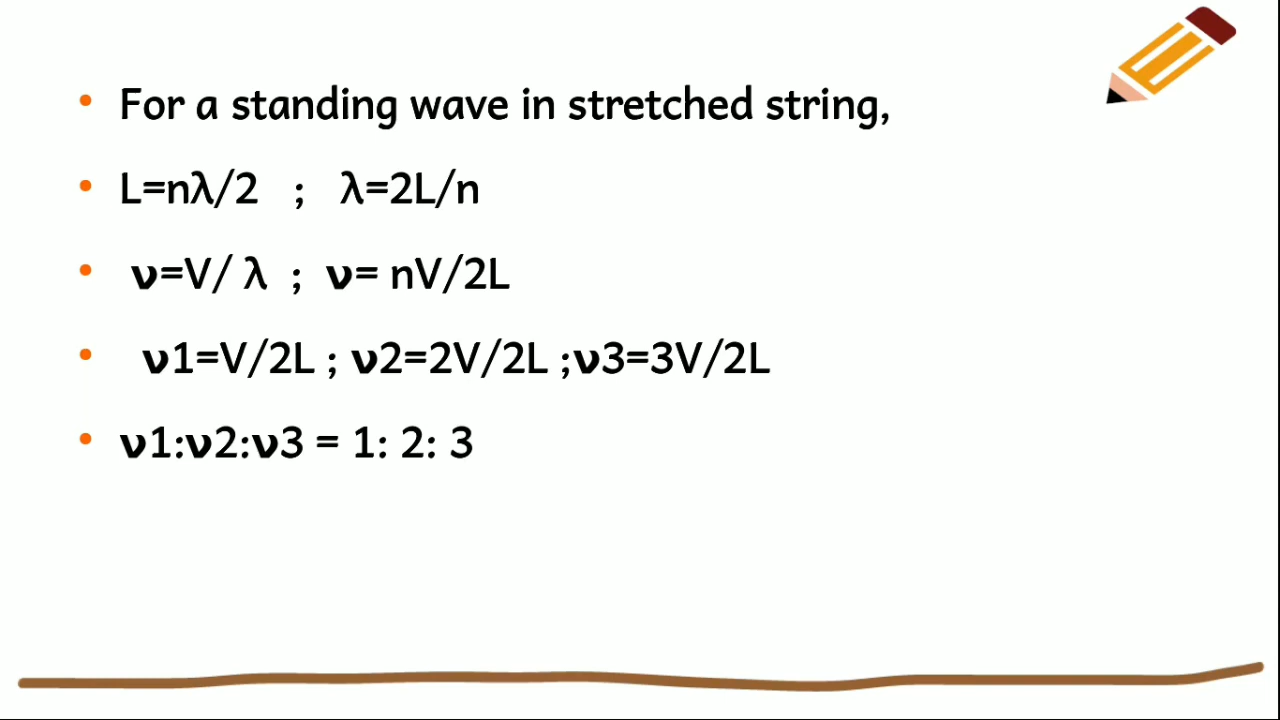 • For a standing wave in stretched string,
• L=nλ/2 ; λ=2L/n
• ν=V/ λ ; ν= nV/2L
• ν1=V/2L ; ν2=2V/2L ;ν3=3V/2L
• ν1:ν2:ν3 = 1: 2: 3